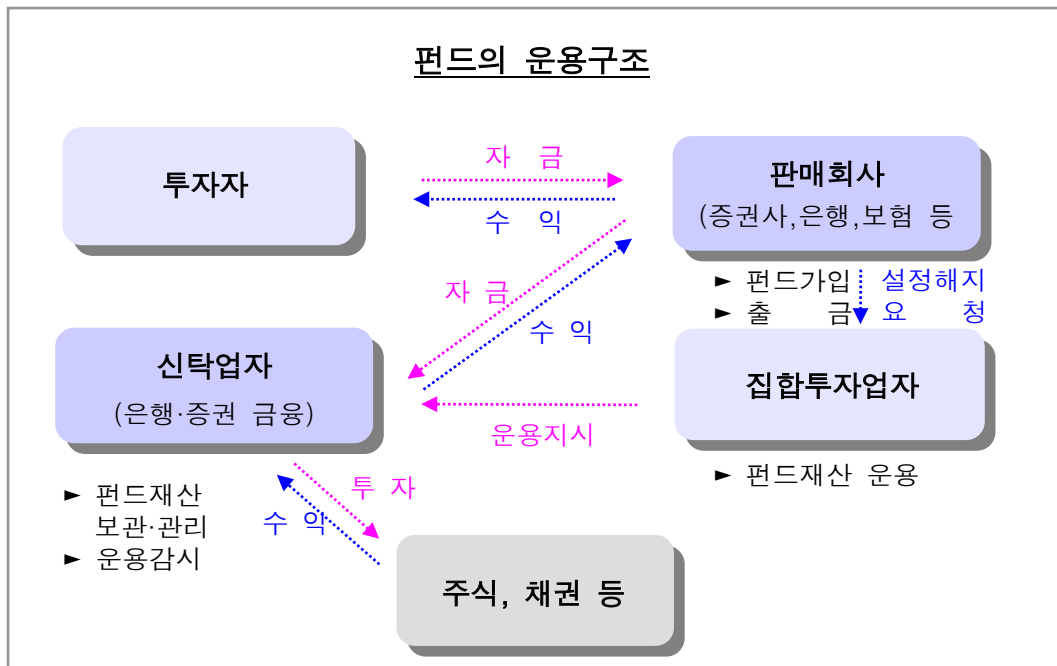 펀드의 운용구조
투자자
자 금
수 익
판매회사
(증권사,은행,보험 등
► 펀드가입
► 출 금
설정해지
요 청
자 금
수 익
신탁업자
(은행·증권 금융)
집합투자업자
운용지시
► 펀드재산 운용
► 펀드재산
보관·관리
► 운용감시
투 자
수 익
주식, 채권 등